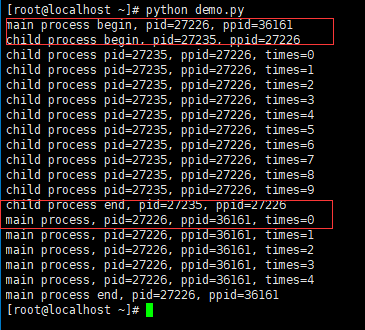 [root@localhost ~]# python demo.py
main process begin, pid=27226, ppid=36161
child process begin, pid=27235, ppid=27226
child process pid=27235, ppid=27226, times=0
child process pid=27235, ppid=27226, times=1
child process pid=27235, ppid=27226, times=2
child process pid=27235, ppid=27226, times=3
child process pid=27235, ppid=27226, times=4
child process pid=27235, ppid=27226, times=5
child process pid=27235, ppid=27226, times=6
child process pid=27235, ppid=27226, times=7
child process pid=27235, ppid=27226, times=8
child process pid=27235, ppid=27226, times=9
child process end, pid=27235, ppid=27226
main process, pid=27226, ppid=36161, times=0
main process, pid=27226, ppid=36161, times=1
main process, pid=27226, ppid=36161, times=2
main process, pid=27226, ppid=36161, times=3
main process, pid=27226, ppid=36161, times=4
main process end, pid=27226, ppid=36161
[root@localhost ~]#